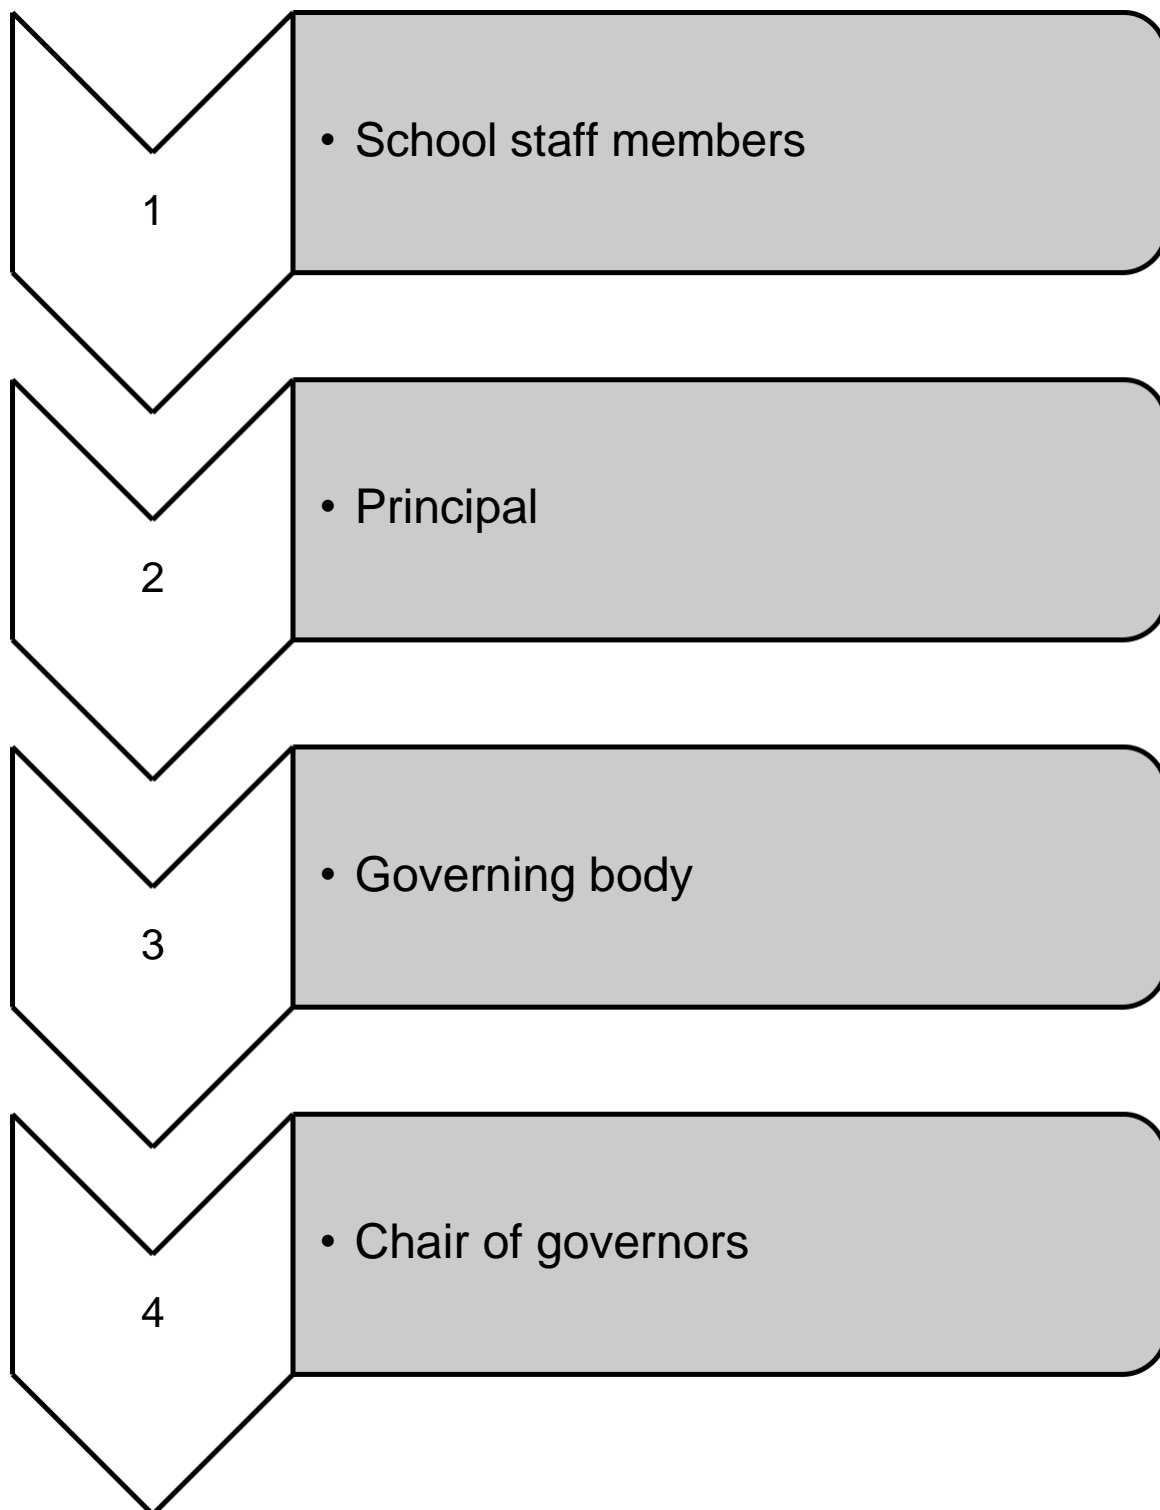 1
• School staff members
2
• Principal
3
• Governing body
4
• Chair of governors